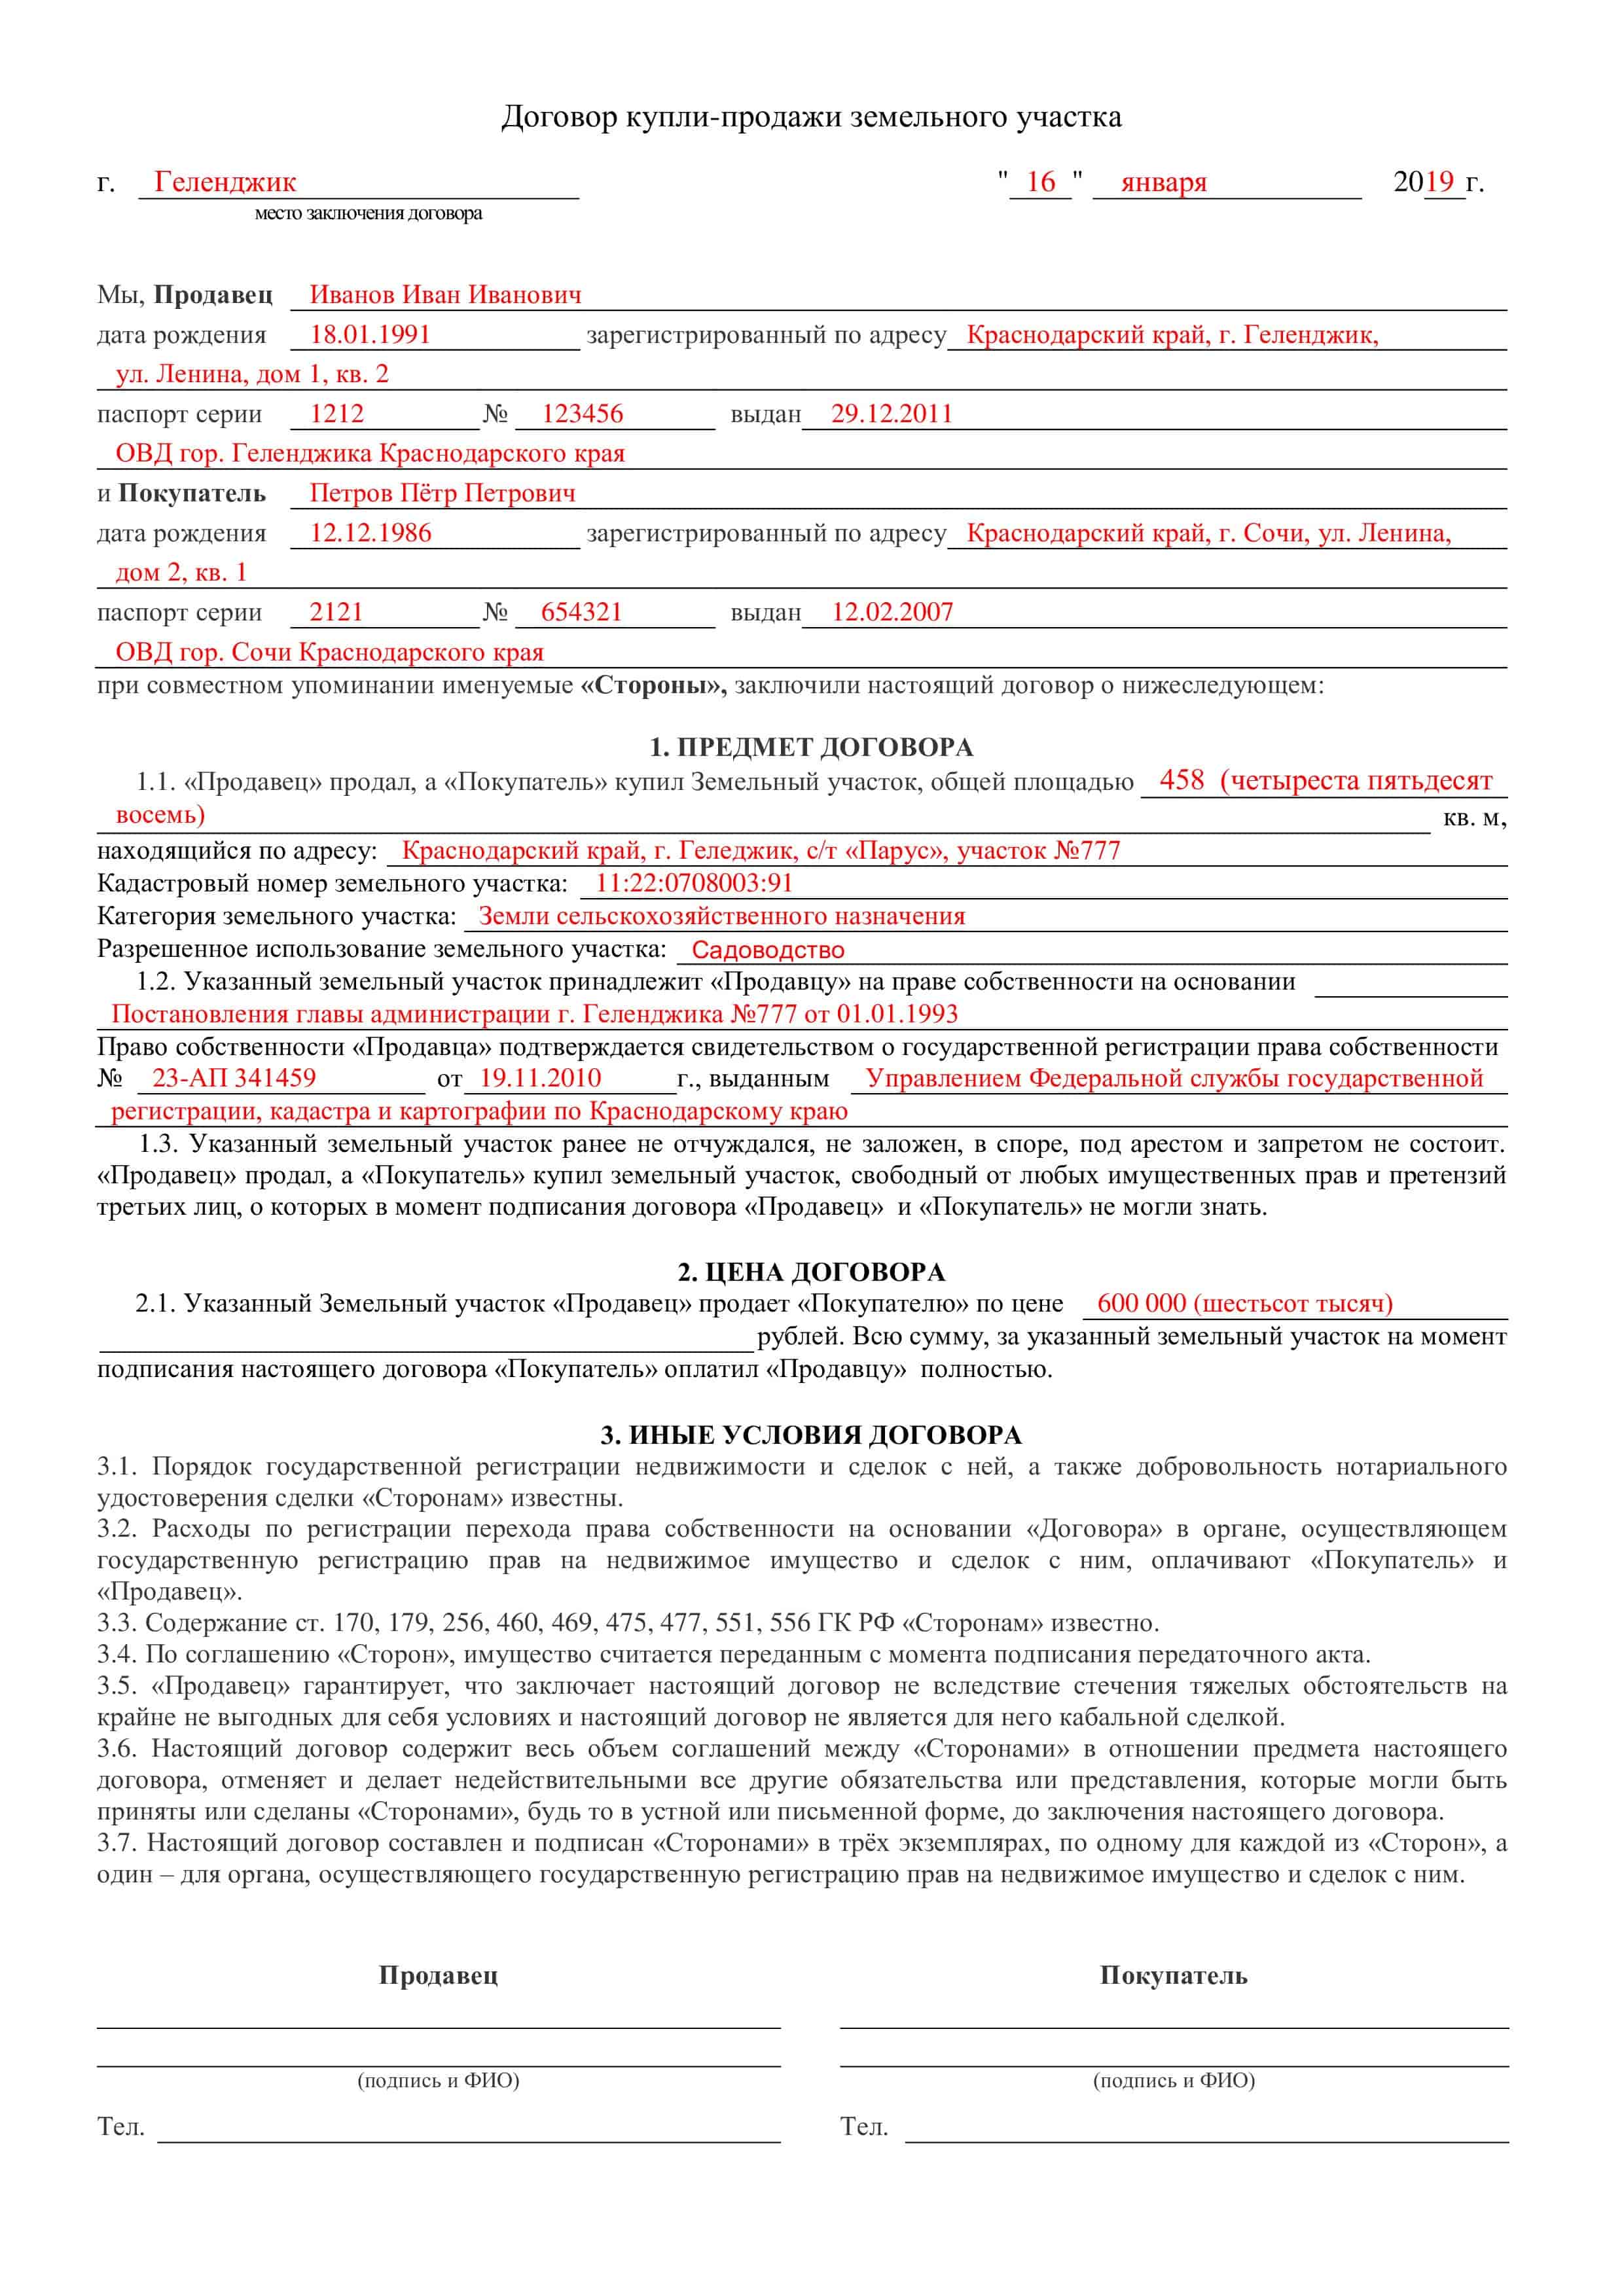 Договор купли-продажи земельного участка
г. Геленджик " 16 " января 2019 г.
место заключения договора
Мы, Продавец Иванов Иван Иванович
дата рождения 18.01.1991 зарегистрированный по адресу Краснодарский край, г. Геленджик,
ул. Ленина, дом 1, кв. 2
паспорт серии 1212 № 123456 выдан 29.12.2011
ОВД гор. Геленджика Краснодарского края
и Покупатель Петров Пётр Петрович
дата рождения 12.12.1986 зарегистрированный по адресу Краснодарский край, г. Сочи, ул. Ленина,
дом 2, кв. 1
паспорт серии 2121 № 654321 выдан 12.02.2007
ОВД гор. Сочи Краснодарского края
при совместном упоминании именуемые «Стороны», заключили настоящий договор о нижеследующем:
1. ПРЕДМЕТ ДОГОВОРА
1.1. «Продавец» продал, а «Покупатель» купил Земельный участок, общей площадью 458 (четыреста пятьдесят
восемь) кв. м,
находящийся по адресу: Краснодарский край, г. Геледжик, с/т «Парус», участок №777
Кадастровый номер земельного участка: 11:22:0708003:91
Категория земельного участка: Земли сельскохозяйственного назначения
Разрешенное использование земельного участка: Садоводство
1.2. Указанный земельный участок принадлежит «Продавцу» на праве собственности на основании
Постановления главы администрации г. Геленджика №777 от 01.01.1993
Право собственности «Продавца» подтверждается свидетельством о государственной регистрации права собственности
№ 23-АП 341459 от 19.11.2010 г., выданным Управлением Федеральной службы государственной
регистрации, кадастра и картографии по Краснодарскому краю
1.3. Указанный земельный участок ранее не отчуждался, не заложен, в споре, под арестом и запретом не состоит.
«Продавец» продал, а «Покупатель» купил земельный участок, свободный от любых имущественных прав и претензий
третьих лиц, о которых в момент подписания договора «Продавец» и «Покупатель» не могли знать.
2. ЦЕНА ДОГОВОРА
2.1. Указанный Земельный участок «Продавец» продает «Покупателю» по цене 600 000 (шестьсот тысяч)
рублей. Всю сумму, за указанный земельный участок на момент
подписания настоящего договора «Покупатель» оплатил «Продавцу» полностью.
3. ИНЫЕ УСЛОВИЯ ДОГОВОРА
3.1. Порядок государственной регистрации недвижимости и сделок с ней, а также добровольность нотариального
удостоверения сделки «Сторонам» известны.
3.2. Расходы по регистрации перехода права собственности на основании «Договора» в органе, осуществляющем
государственную регистрацию прав на недвижимое имущество и сделок с ним, оплачивают «Покупатель» и
«Продавец».
3.3. Содержание ст. 170, 179, 256, 460, 469, 475, 477, 551, 556 ГК РФ «Сторонам» известно.
3.4. По соглашению «Сторон», имущество считается переданным с момента подписания передаточного акта.
3.5. «Продавец» гарантирует, что заключает настоящий договор не вследствие стечения тяжелых обстоятельств на
крайне не выгодных для себя условиях и настоящий договор не является для него кабальной сделкой.
3.6. Настоящий договор содержит весь объем соглашений между «Сторонами» в отношении предмета настоящего
договора, отменяет и делает недействительными все другие обязательства или представления, которые могли быть
приняты или сделаны «Сторонами», будь то в устной или письменной форме, до заключения настоящего договора.
3.7. Настоящий договор составлен и подписан «Сторонами» в трёх экземплярах, по одному для каждой из «Сторон», а
один – для органа, осуществляющего государственную регистрацию прав на недвижимое имущество и сделок с ним.
Продавец Покупатель
(подпись и ФИО) (подпись и ФИО)
Тел. Тел.